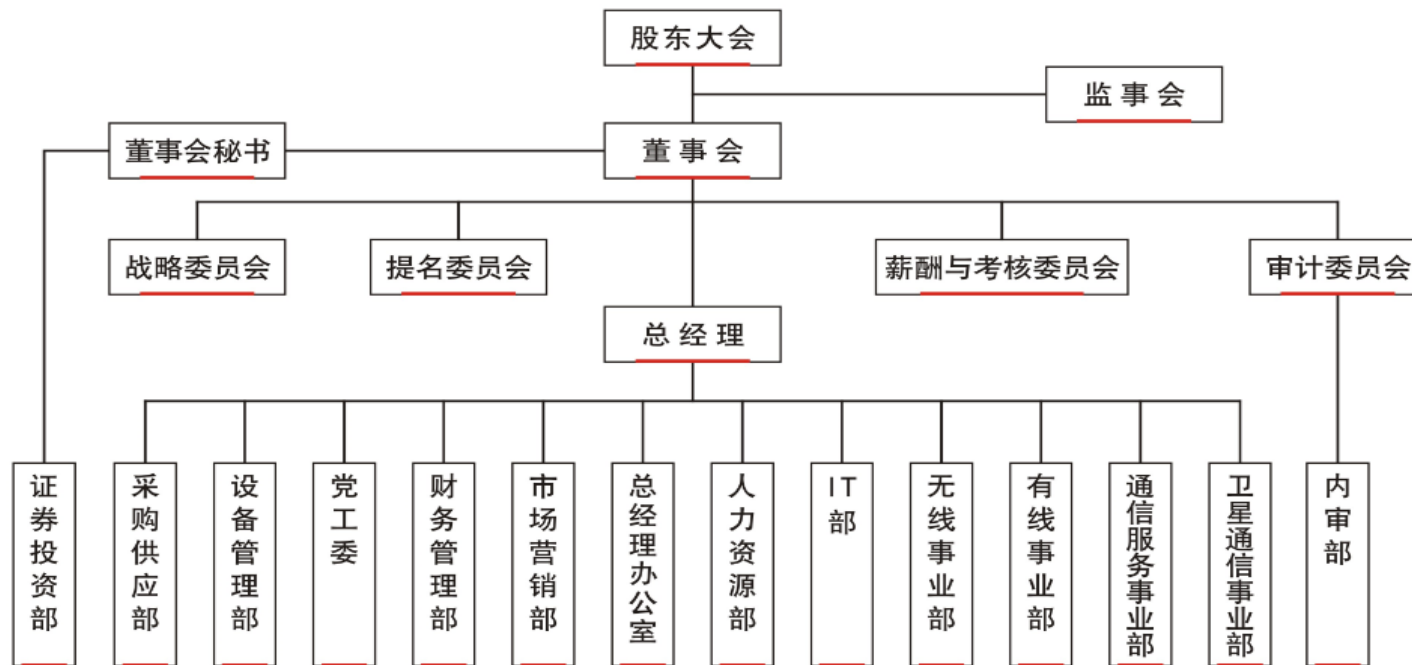 股东大会
监事会
董事会秘书
董事会
战略委员会
提名委员会
薪酬与考核委员会
审计委员会
总经理
证券投资部
采购供应部
设备管理部
党工委
财务管理部
市场营销部
总经理办公室
人力资源部
IT部
无线事业部
有线事业部
通信服务事业部
卫星通信事业部
内审部